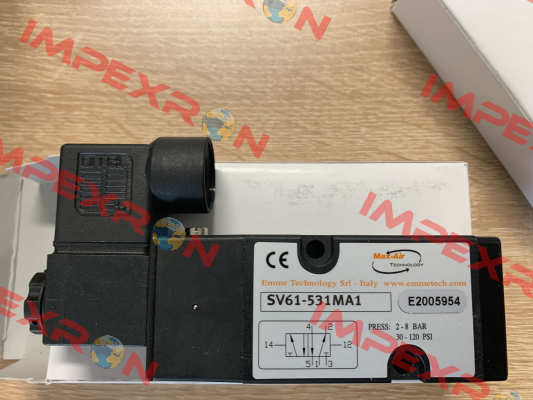 IMPEXRON
IMPEXRON
IMPEXRON
IMPEXRON
IMPEXRON
CE
Max-Air
TECHNOLOGY
Emme Technology Srl - Italy www.emmetech.com
SV61-531MA1
E2005954
4 2
14 12
5 1 3
PRESS: 2-8 BAR
30-120 PSI